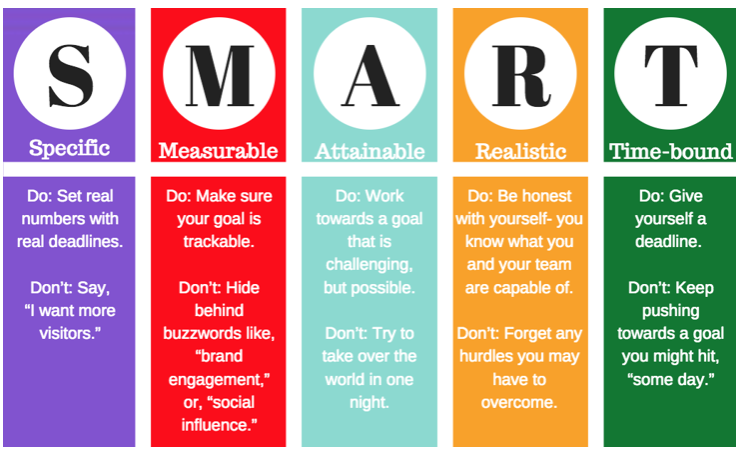 S
Specific
Do: Set real
numbers with
real deadlines.
Don't: Say,
“I want more
visitors.”
M
Measurable
Do: Make sure
your goal is
trackable.
Don't: Hide
behind
buzzwords like,
“brand
engagement,”
or, “social
influence.”
A
Attainable
Do: Work
towards a goal
that is
challenging,
but possible.
Don't: Try to
take over the
world in one
night.
R
Realistic
Do: Be honest
with yourself- you
know what you
and your team
are capable of.
Don't: Forget any
hurdles you may
have to
overcome.
T
Time-bound
Do: Give
yourself a
deadline.
Don't: Keep
pushing
towards a goal
you might hit,
“some day.”